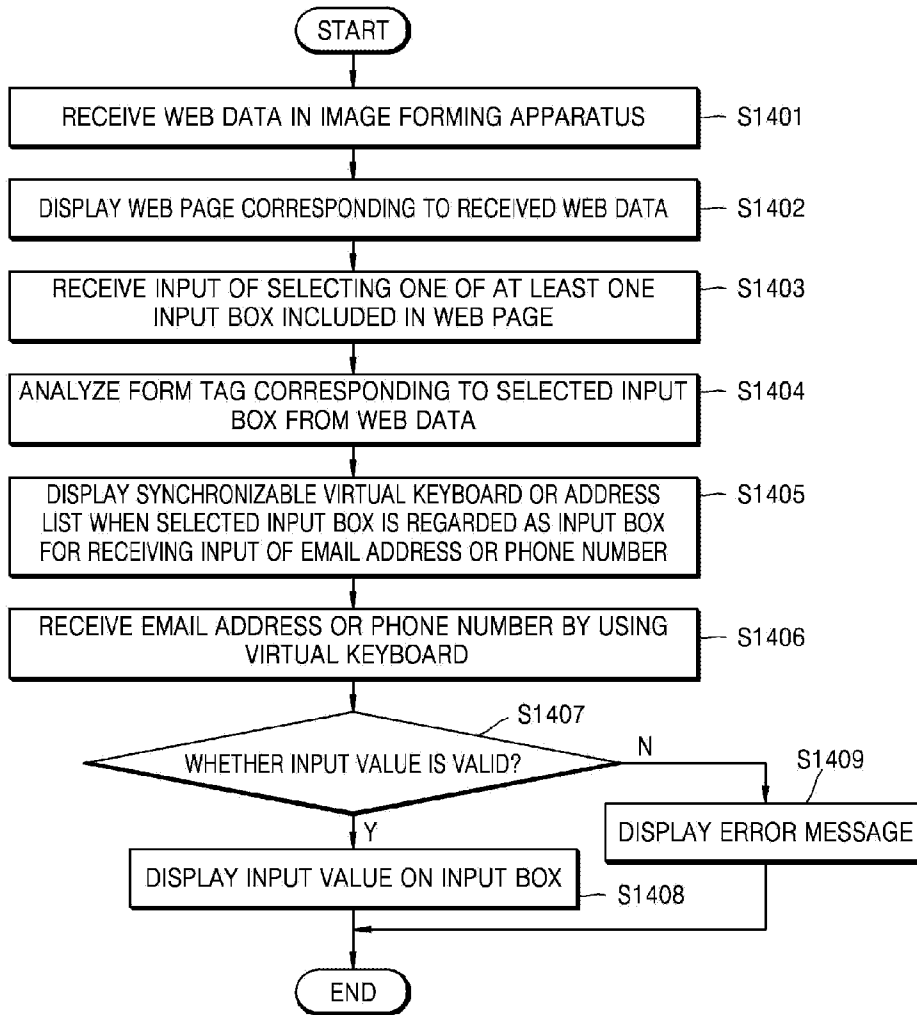 START
RECEIVE WEB DATA IN IMAGE FORMING APPARATUS
S1401
DISPLAY WEB PAGE CORRESPONDING TO RECEIVED WEB DATA
S1402
RECEIVE INPUT OF SELECTING ONE OF AT LEAST ONE
INPUT BOX INCLUDED IN WEB PAGE
S1403
ANALYZE FORM TAG CORRESPONDING TO SELECTED INPUT
BOX FROM WEB DATA
S1404
DISPLAY SYNCHRONIZABLE VIRTUAL KEYBOARD OR ADDRESS
LIST WHEN SELECTED INPUT BOX IS REGARDED AS INPUT BOX
FOR RECEIVING INPUT OF EMAIL ADDRESS OR PHONE NUMBER
S1405
RECEIVE EMAIL ADDRESS OR PHONE NUMBER BY USING
VIRTUAL KEYBOARD
S1406
S1407
WHETHER INPUT VALUE IS VALID?
N
S1409
DISPLAY ERROR MESSAGE
Y
DISPLAY INPUT VALUE ON INPUT BOX
S1408
END